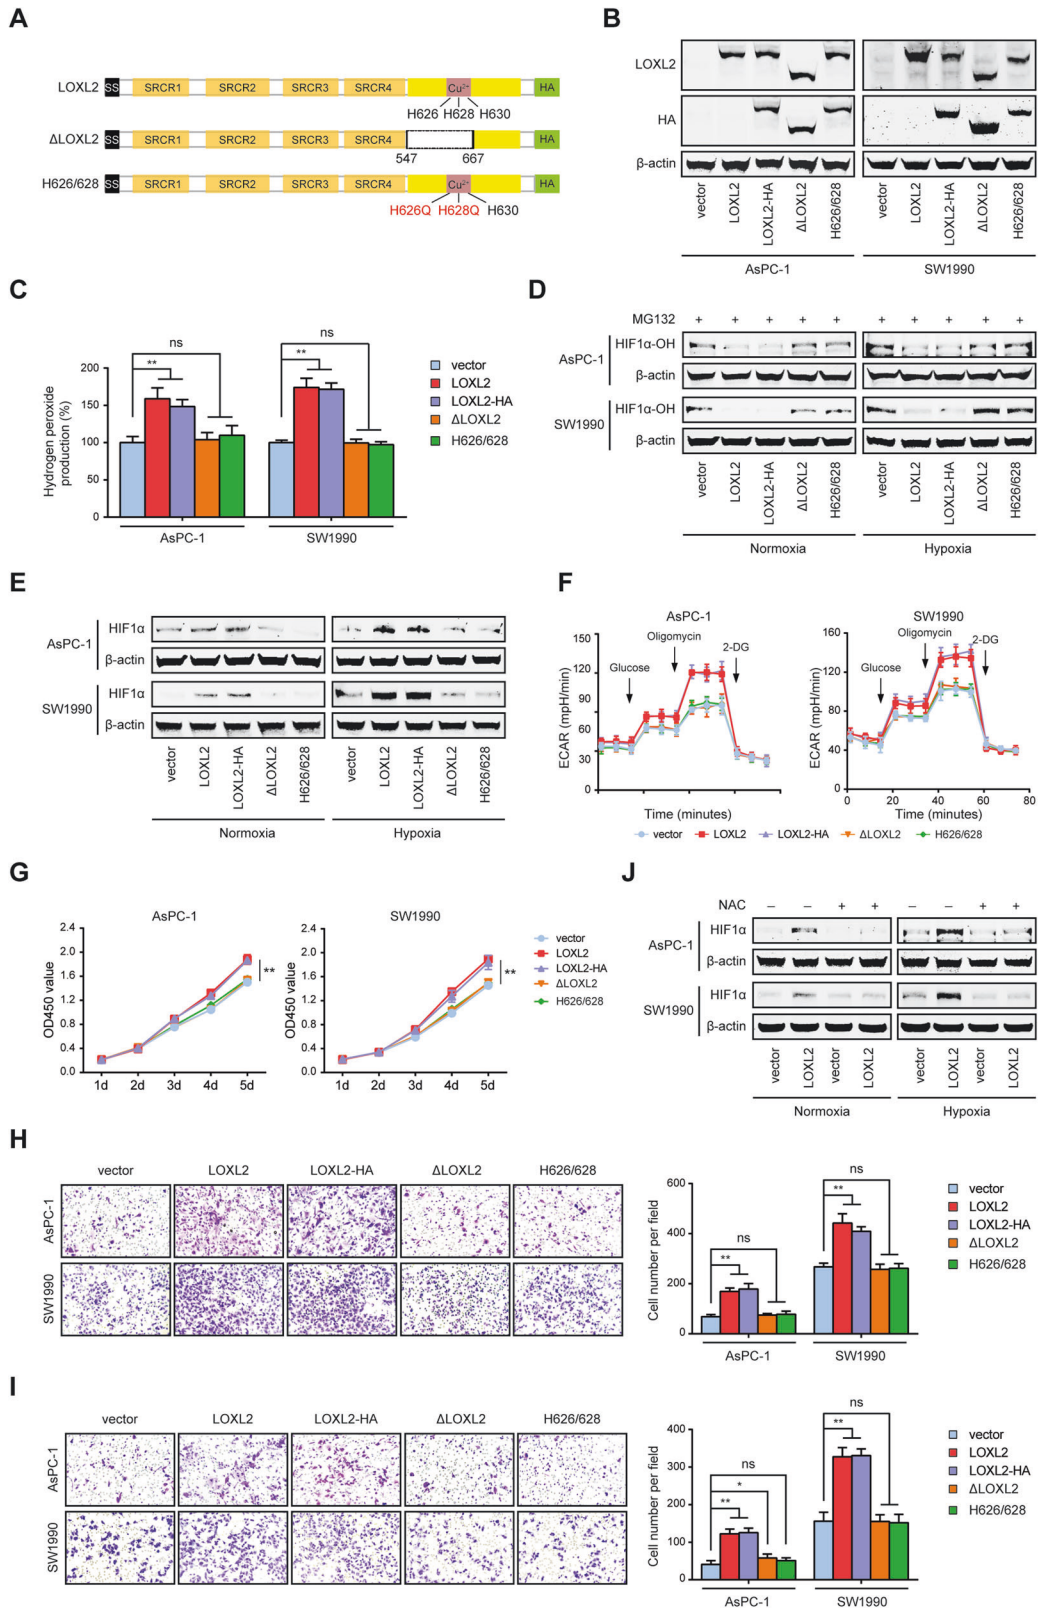 A
LOXL2 SS SRCR1 SRCR2 SRCR3 SRCR4 Cu2+ HA
H626 H628 H630
ΔLOXL2 SS SRCR1 SRCR2 SRCR3 SRCR4 HA
547 667
H626/628 SS SRCR1 SRCR2 SRCR3 SRCR4 Cu2+ HA
H626Q H628Q H630
B
LOXL2
HA
β-actin
vector LOXL2 LOXL2-HA ΔLOXL2 H626/628 vector LOXL2 LOXL2-HA ΔLOXL2 H626/628
AsPC-1 SW1990
C
Hydrogen peroxide
production (%)
200
150
100
50
0
ns
**
ns
**
AsPC-1 SW1990
vector
LOXL2
LOXL2-HA
ΔLOXL2
H626/628
D
MG132 + + + + + + + + + +
AsPC-1
HIF1α-OH
β-actin
SW1990
HIF1α-OH
β-actin
vector LOXL2 LOXL2-HA ΔLOXL2 H626/628 vector LOXL2 LOXL2-HA ΔLOXL2 H626/628
Normoxia Hypoxia
E
AsPC-1
HIF1α
β-actin
SW1990
HIF1α
β-actin
vector LOXL2 LOXL2-HA ΔLOXL2 H626/628 vector LOXL2 LOXL2-HA ΔLOXL2 H626/628
Normoxia Hypoxia
F
AsPC-1
ECAR (mpH/min)
150
120
90
60
30
0
Glucose
Oligomycin
2-DG
Time (minutes)
SW1990
ECAR (mpH/min)
160
120
80
40
0
Glucose
Oligomycin
2-DG
0 20 40 60 80
Time (minutes)
vector LOXL2 LOXL2-HA ΔLOXL2 H626/628
G
AsPC-1
OD450 value
2.4
2.0
1.6
1.2
0.8
0.4
0.0
1d 2d 3d 4d 5d
**
SW1990
OD450 value
2.4
2.0
1.6
1.2
0.8
0.4
0.0
1d 2d 3d 4d 5d
**
vector
LOXL2
LOXL2-HA
ΔLOXL2
H626/628
J
NAC – – + + – – + +
AsPC-1
HIF1α
β-actin
SW1990
HIF1α
β-actin
vector LOXL2 vector LOXL2 vector LOXL2 vector LOXL2
Normoxia Hypoxia
H
vector LOXL2 LOXL2-HA ΔLOXL2 H626/628
AsPC-1
SW1990
Cell number per field
600
400
200
0
ns
**
ns
**
AsPC-1 SW1990
vector
LOXL2
LOXL2-HA
ΔLOXL2
H626/628
I
vector LOXL2 LOXL2-HA ΔLOXL2 H626/628
AsPC-1
SW1990
Cell number per field
400
300
200
100
0
ns
*
**
ns
**
AsPC-1 SW1990
vector
LOXL2
LOXL2-HA
ΔLOXL2
H626/628